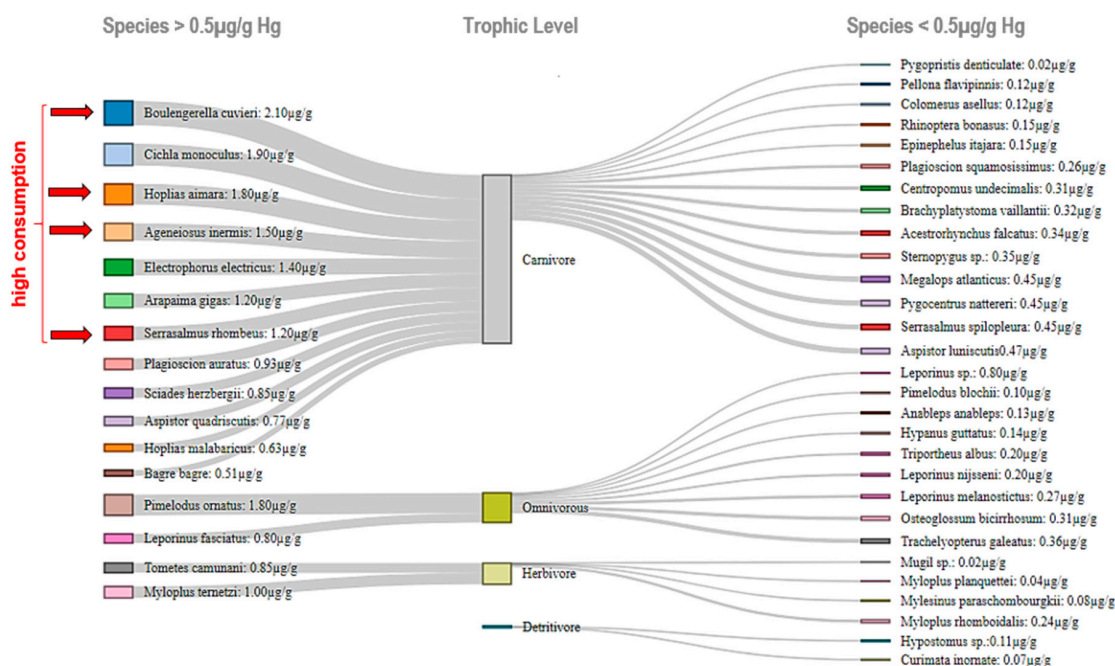 Species > 0.5µg/g Hg
Trophic Level
Species < 0.5µg/g Hg
high consumption
Boulengerella cuvieri: 2.10µg/g
Cichla monoculus: 1.90µg/g
Hoplias aimara: 1.80µg/g
Ageneiosus inermis: 1.50µg/g
Electrophorus electricus: 1.40µg/g
Arapaima gigas: 1.20µg/g
Serrasalmus rhombeus: 1.20µg/g
Plagioscion auratus: 0.93µg/g
Sciades herzbergii: 0.85µg/g
Aspistor quadriscutis: 0.77µg/g
Hoplias malabaricus: 0.63µg/g
Bagre bagre: 0.51µg/g
Pimelodus ornatus: 1.80µg/g
Leporinus fasciatus: 0.80µg/g
Tometes camunani: 0.85µg/g
Myloplus ternetzi: 1.00µg/g
Carnivore
Omnivorous
Herbivore
Detritivore
Pygopristis denticulate: 0.02µg/g
Pellona flavipinnis: 0.12µg/g
Colomesus asellus: 0.12µg/g
Rhinoptera bonasus: 0.15µg/g
Epinephelus itajara: 0.15µg/g
Plagioscion squamosissimus: 0.26µg/g
Centropomus undecimalis: 0.31µg/g
Brachyplatystoma vaillantii: 0.32µg/g
Acestrorhynchus falcatus: 0.34µg/g
Sternopygus sp.: 0.35µg/g
Megalops atlanticus: 0.45µg/g
Pygocentrus nattereri: 0.45µg/g
Serrasalmus spilopleura: 0.45µg/g
Aspistor luniscutis0.47µg/g
Leporinus sp.: 0.80µg/g
Pimelodus blochii: 0.10µg/g
Anableps anableps: 0.13µg/g
Hypanus guttatus: 0.14µg/g
Triportheus albus: 0.20µg/g
Leporinus nijsseni: 0.20µg/g
Leporinus melanostictus: 0.27µg/g
Osteoglossum bicirrhosum: 0.31µg/g
Trachelyopterus galeatus: 0.36µg/g
Mugil sp.: 0.02µg/g
Myloplus planquettei: 0.04µg/g
Mylesinus paraschombourgkii: 0.08µg/g
Myloplus rhomboidalis: 0.24µg/g
Hypostomus sp.:0.11µg/g
Curimata inornate: 0.07µg/g